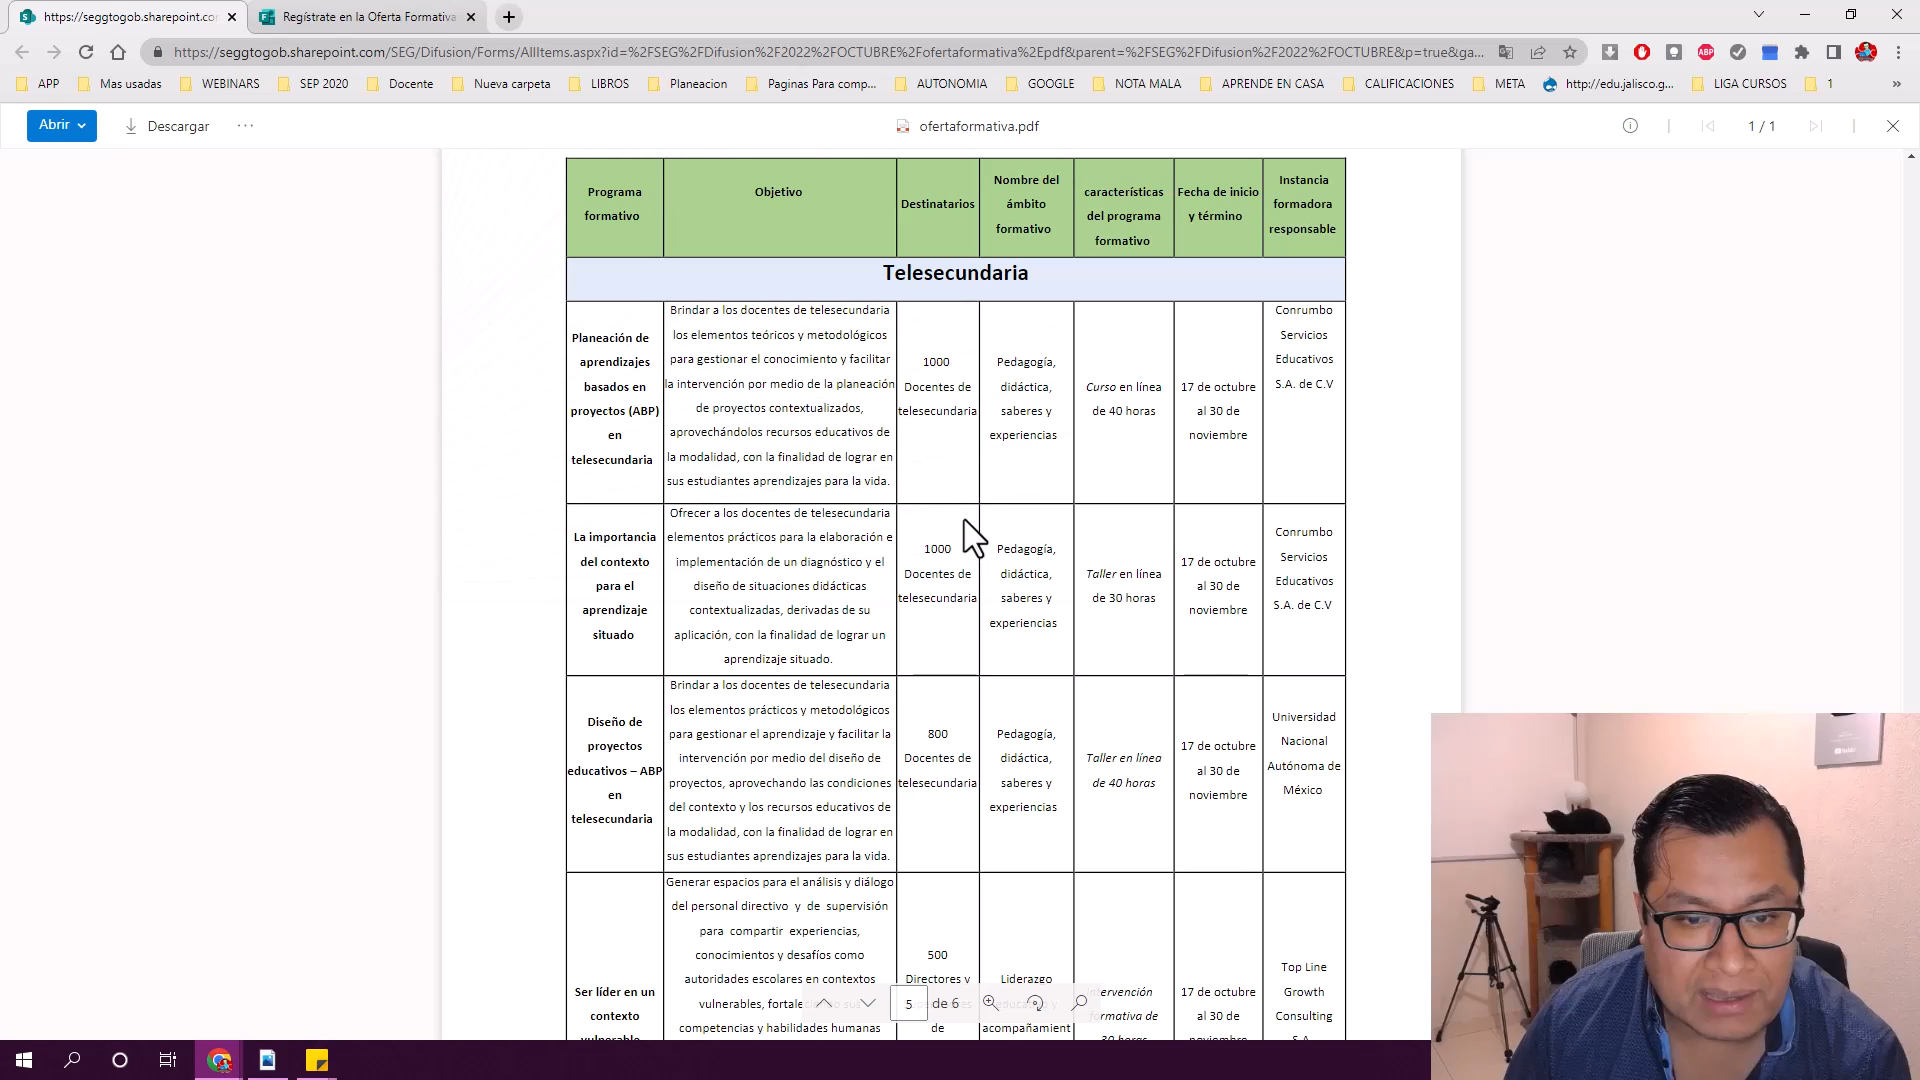 https://seggtogob.sharepoint.com
Regístrate en la Oferta Formativa
https://seggtogob.sharepoint.com/SEG/Difusion/Forms/AllItems.aspx?id=%2FSEG%2FDifusion%2F2022%2FOCTUBRE%2Fofertaformativa%2Epdf&parent=%2FSEG%2FDifusion%2F2022%2FOCTUBRE&p=true&ga...
APP Mas usadas WEBINARS SEP 2020 Docente Nueva carpeta LIBROS Planeacion Paginas Para comp... AUTONOMIA GOOGLE NOTA MALA APRENDE EN CASA CALIFICACIONES META http://edu.jalisco.g... LIGA CURSOS 1 »
Abrir Descargar ··· ofertaformativa.pdf 1 / 1
Programa
formativo
Objetivo
Destinatarios
Nombre del
ámbito
formativo
características
del programa
formativo
Fecha de inicio
y término
Instancia
formadora
responsable
Telesecundaria
Planeación de
aprendizajes
basados en
proyectos (ABP)
en
telesecundaria
Brindar a los docentes de telesecundaria
los elementos teóricos y metodológicos
para gestionar el conocimiento y facilitar
la intervención por medio de la planeación
de proyectos contextualizados,
aprovechándolos recursos educativos de
la modalidad, con la finalidad de lograr en
sus estudiantes aprendizajes para la vida.
1000
Docentes de
telesecundaria
Pedagogía,
didáctica,
saberes y
experiencias
Curso en línea
de 40 horas
17 de octubre
al 30 de
noviembre
Conrumbo
Servicios
Educativos
S.A. de C.V
La importancia
del contexto
para el
aprendizaje
situado
Ofrecer a los docentes de telesecundaria
elementos prácticos para la elaboración e
implementación de un diagnóstico y el
diseño de situaciones didácticas
contextualizadas, derivadas de su
aplicación, con la finalidad de lograr un
aprendizaje situado.
1000
Docentes de
telesecundaria
Pedagogía,
didáctica,
saberes y
experiencias
Taller en línea
de 30 horas
17 de octubre
al 30 de
noviembre
Conrumbo
Servicios
Educativos
S.A. de C.V
Diseño de
proyectos
educativos – ABP
en
telesecundaria
Brindar a los docentes de telesecundaria
los elementos prácticos y metodológicos
para gestionar el aprendizaje y facilitar la
intervención por medio del diseño de
proyectos, aprovechando las condiciones
del contexto y los recursos educativos de
la modalidad, con la finalidad de lograr en
sus estudiantes aprendizajes para la vida.
800
Docentes de
telesecundaria
Pedagogía,
didáctica,
saberes y
experiencias
Taller en línea
de 40 horas
17 de octubre
al 30 de
noviembre
Universidad
Nacional
Autónoma de
México
Ser líder en un
contexto
vulnerable
Generar espacios para el análisis y diálogo
del personal directivo y de supervisión
para compartir experiencias,
conocimientos y desafíos como
autoridades escolares en contextos
vulnerables, su
competencias y habilidades humanas
500
Directores y
de
Liderazgo
acompañamient
intervención
formativa de
30 horas
17 de octubre
al 30 de
noviembre
Top Line
Growth
Consulting
S.A.
5 de 6